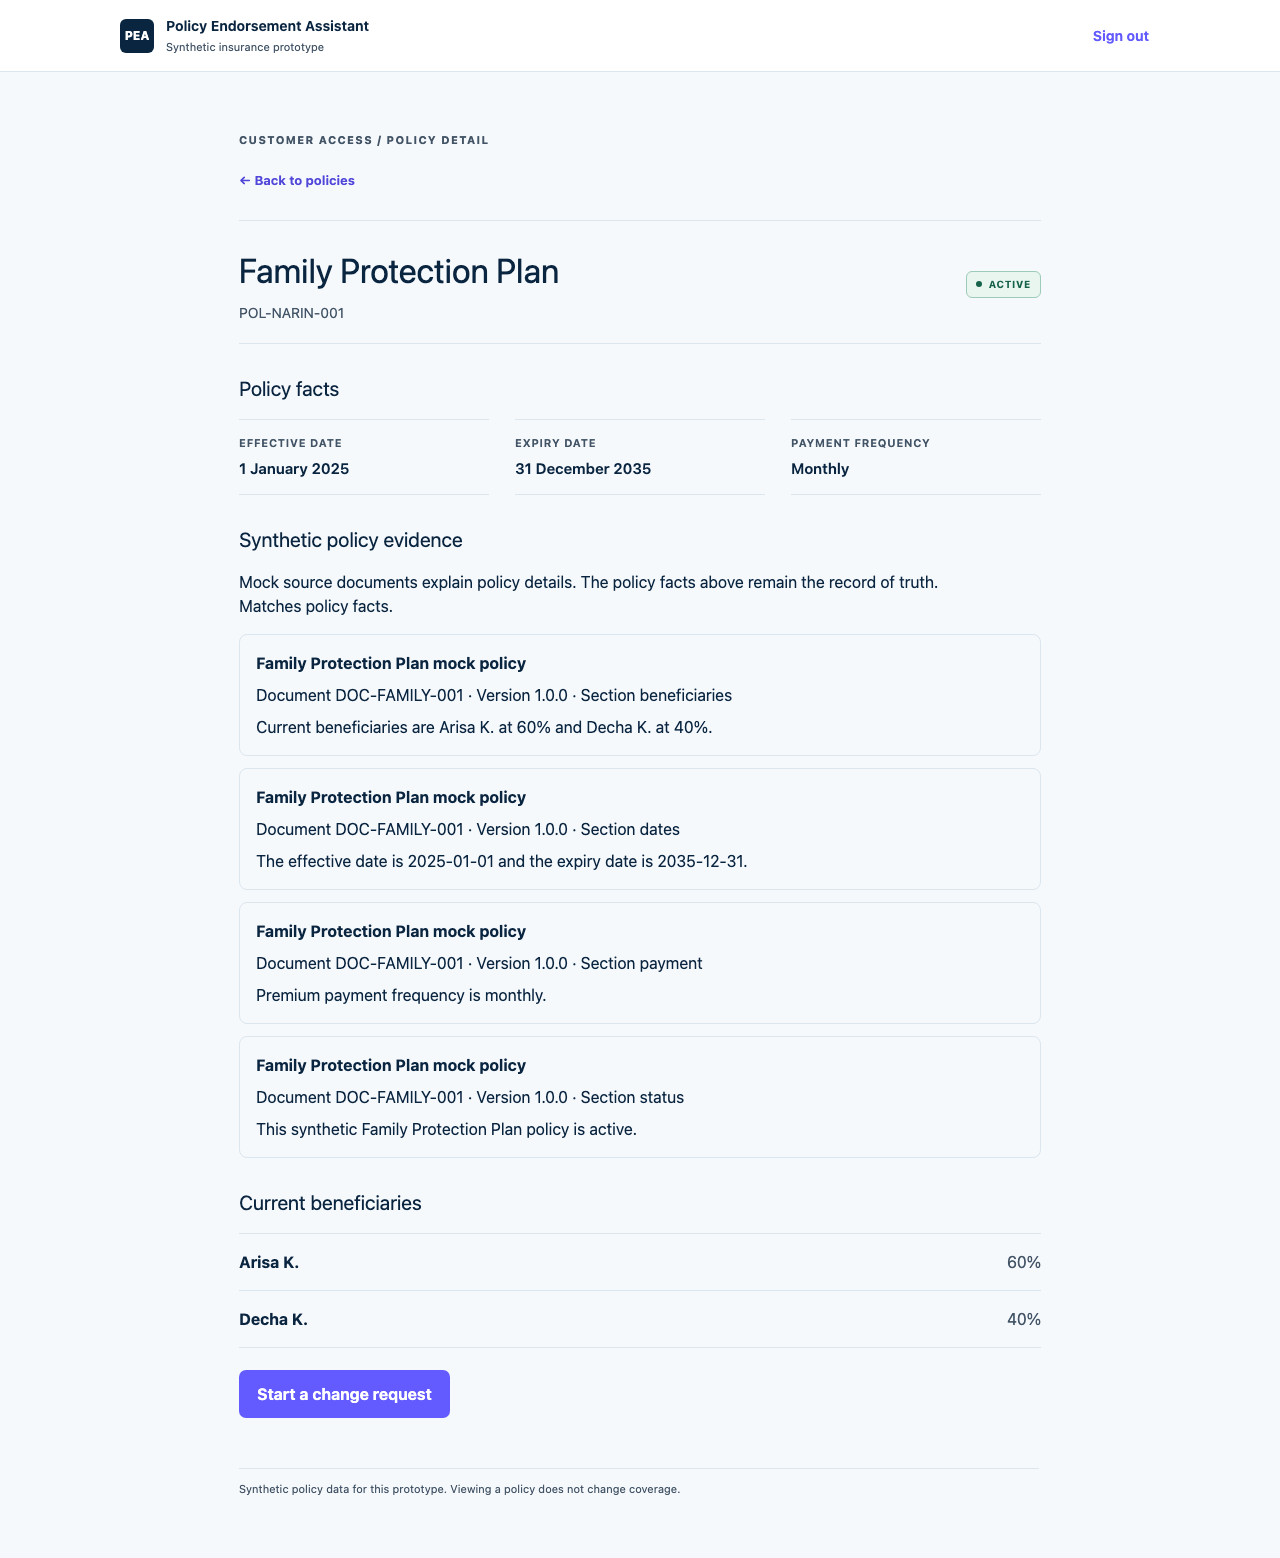 PEA
Policy Endorsement Assistant
Synthetic insurance prototype
Sign out
CUSTOMER ACCESS / POLICY DETAIL
← Back to policies
Family Protection Plan
ACTIVE
POL-NARIN-001
Policy facts
EFFECTIVE DATE
1 January 2025
EXPIRY DATE
31 December 2035
PAYMENT FREQUENCY
Monthly
Synthetic policy evidence
Mock source documents explain policy details. The policy facts above remain the record of truth.
Matches policy facts.
Family Protection Plan mock policy
Document DOC-FAMILY-001 · Version 1.0.0 · Section beneficiaries
Current beneficiaries are Arisa K. at 60% and Decha K. at 40%.
Family Protection Plan mock policy
Document DOC-FAMILY-001 · Version 1.0.0 · Section dates
The effective date is 2025-01-01 and the expiry date is 2035-12-31.
Family Protection Plan mock policy
Document DOC-FAMILY-001 · Version 1.0.0 · Section payment
Premium payment frequency is monthly.
Family Protection Plan mock policy
Document DOC-FAMILY-001 · Version 1.0.0 · Section status
This synthetic Family Protection Plan policy is active.
Current beneficiaries
Arisa K. 60%
Decha K. 40%
Start a change request
Synthetic policy data for this prototype. Viewing a policy does not change coverage.